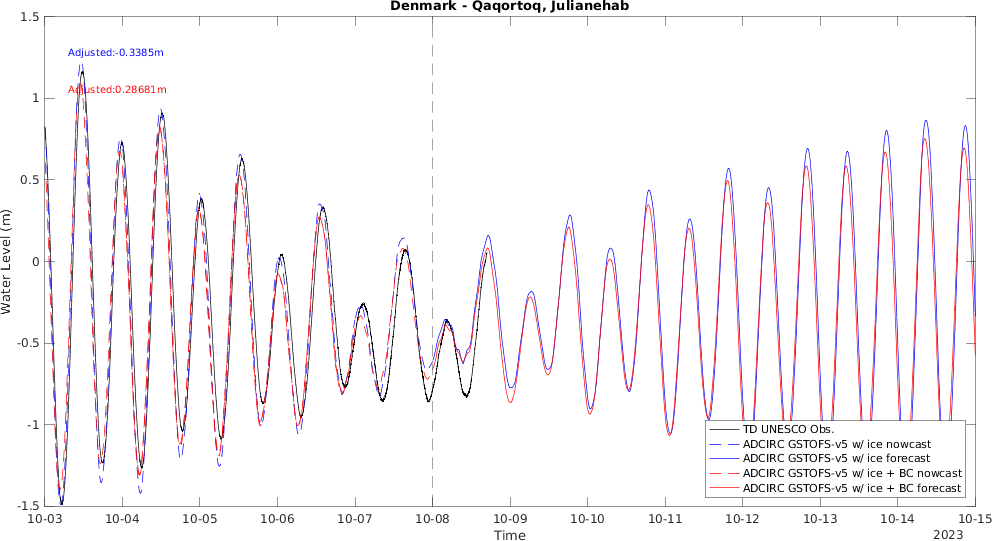 Denmark - Qaqortoq, Julianehab
Adjusted:-0.3385m
Adjusted:0.28681m
Water Level (m)
1.5
1
0.5
0
-0.5
-1
-1.5
10-03 10-04 10-05 10-06 10-07 10-08 10-09 10-10 10-11 10-12 10-13 10-14 10-15
Time
2023
TD UNESCO Obs.
ADCIRC GSTOFS-v5 w/ ice nowcast
ADCIRC GSTOFS-v5 w/ ice forecast
ADCIRC GSTOFS-v5 w/ ice + BC nowcast
ADCIRC GSTOFS-v5 w/ ice + BC forecast